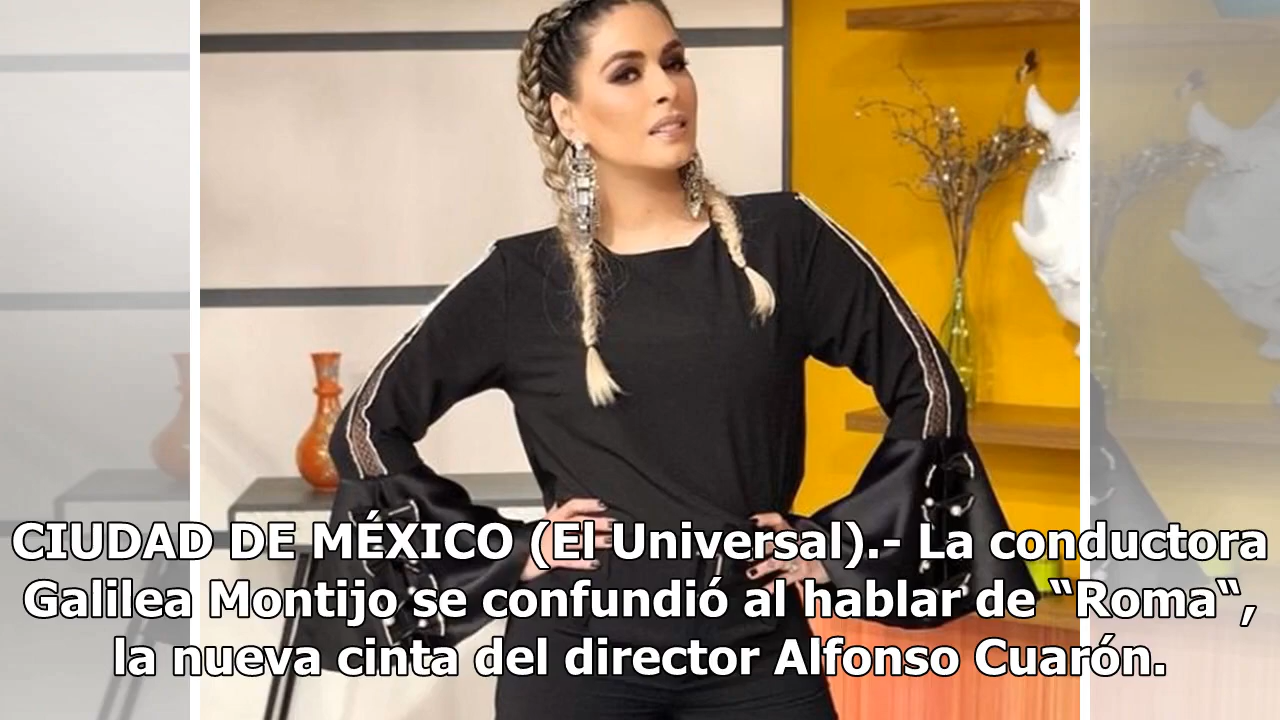 CIUDAD DE MÉXICO (El Universal).- La conductora
Galilea Montijo se confundió al hablar de “Roma“,
la nueva cinta del director Alfonso Cuarón.